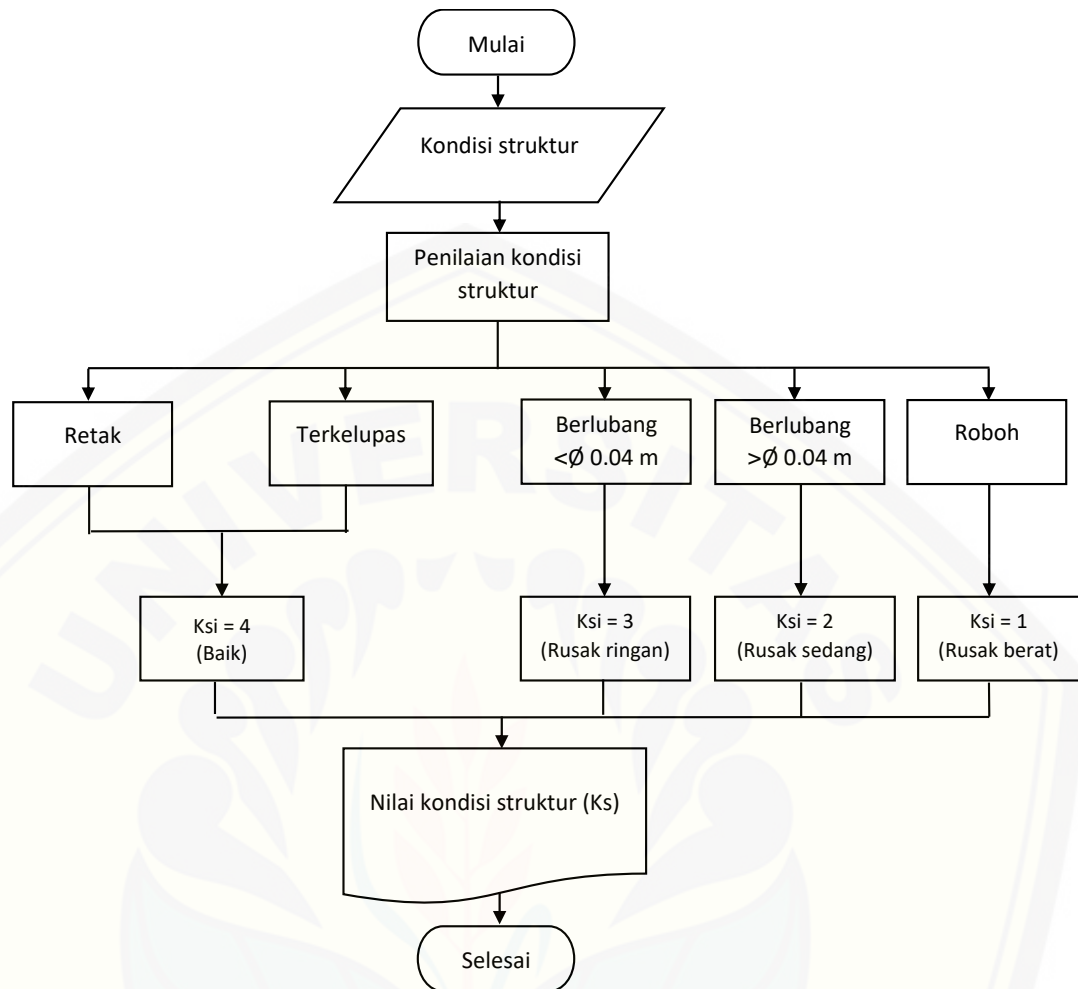 Mulai
Kondisi struktur
Penilaian kondisi
struktur
Retak
Terkelupas
Berlubang
<Ø 0.04 m
Berlubang
>Ø 0.04 m
Roboh
Ksi = 4
(Baik)
Ksi = 3
(Rusak ringan)
Ksi = 2
(Rusak sedang)
Ksi = 1
(Rusak berat)
Nilai kondisi struktur (Ks)
Selesai
UNIVERSITAS